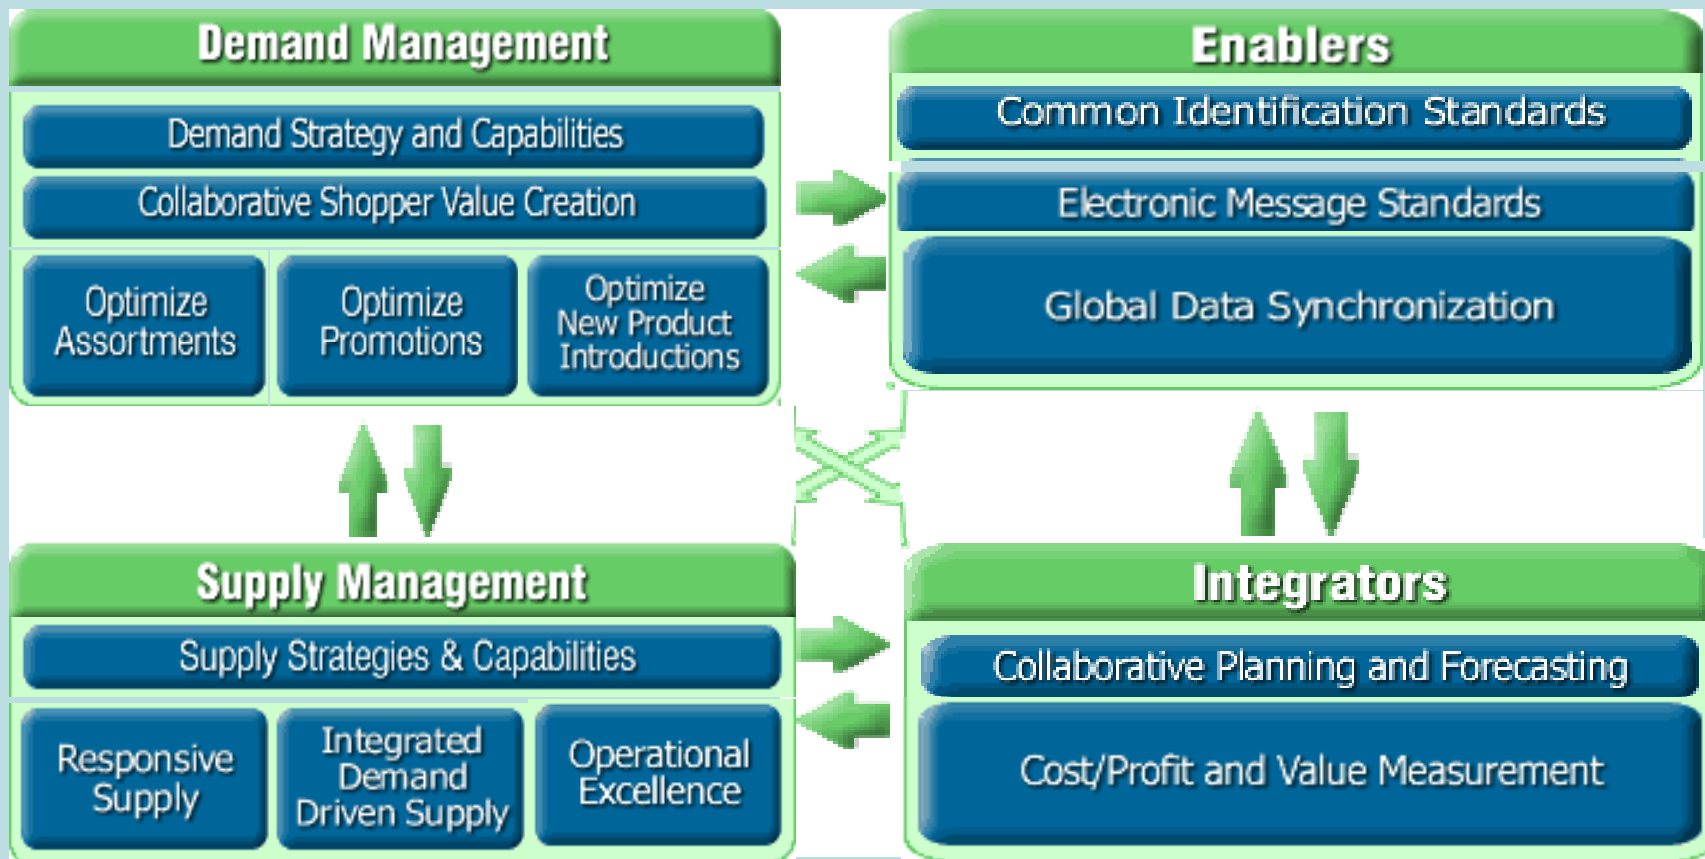 Demand Management
Demand Strategy and Capabilities
Collaborative Shopper Value Creation
Optimize
Assortments
Optimize
Promotions
Optimize
New Product
Introductions
Enablers
Common Identification Standards
Electronic Message Standards
Global Data Synchronization
Supply Management
Supply Strategies & Capabilities
Responsive
Supply
Integrated
Demand
Driven Supply
Operational
Excellence
Integrators
Collaborative Planning and Forecasting
Cost/Profit and Value Measurement